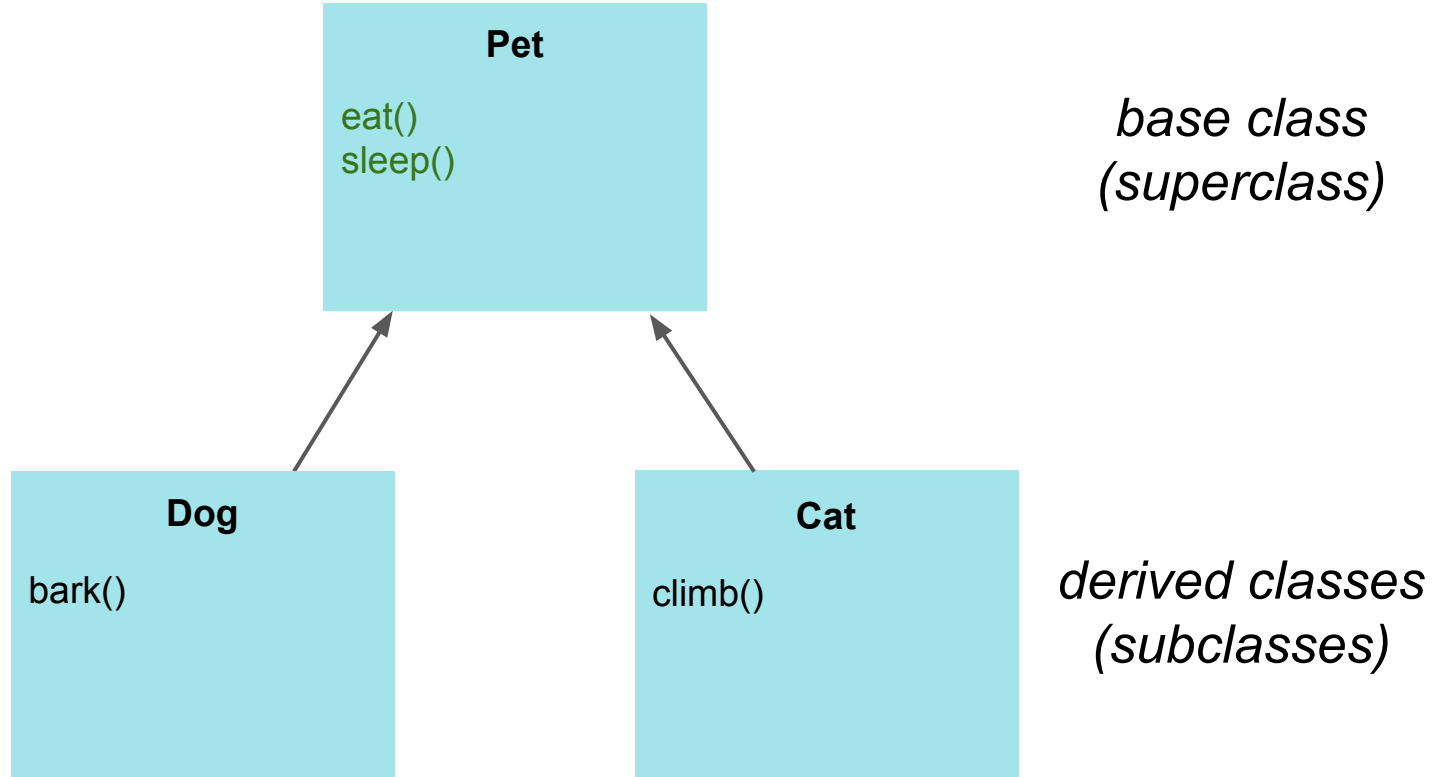 Pet
eat()
sleep()
base class
(superclass)
Dog
bark()
Cat
climb()
derived classes
(subclasses)